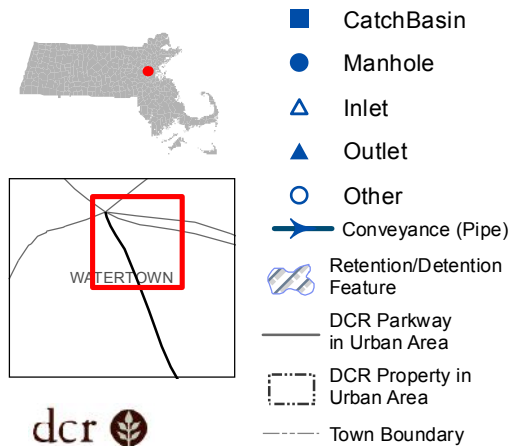 CatchBasin
Manhole
Inlet
Outlet
Other
Conveyance (Pipe)
Retention/Detention
Feature
DCR Parkway
in Urban Area
DCR Property in
Urban Area
Town Boundary
WATERTOWN
dcr